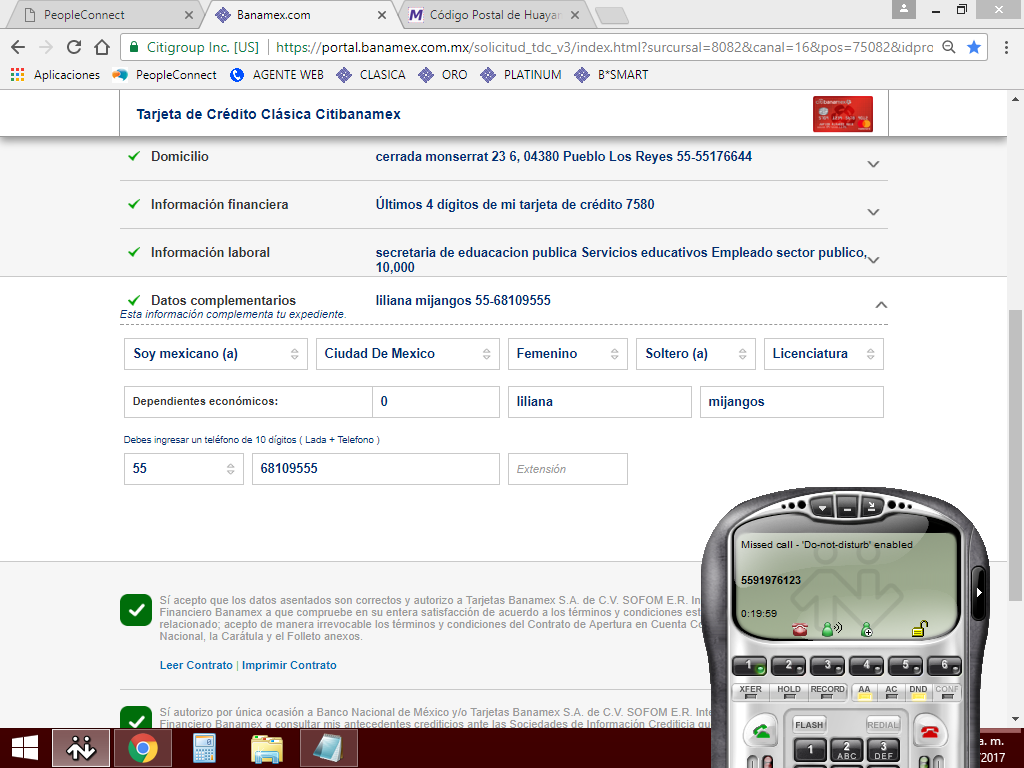 PeopleConnect
Banamex.com
Código Postal de Huayan
Citigroup Inc. [US]
https://portal.banamex.com.mx/solicitud_tdc_v3/index.html?surcursal=8082&canal=16&pos=75082&idpro
Aplicaciones
PeopleConnect
AGENTE WEB
CLASICA
ORO
PLATINUM
B*SMART
Tarjeta de Crédito Clásica Citibanamex
Domicilio
cerrada monserrat 23 6, 04380 Pueblo Los Reyes 55-55176644
Información financiera
Últimos 4 dígitos de mi tarjeta de crédito 7580
Información laboral
secretaria de eduacacion publica Servicios educativos Empleado sector publico,
10,000
Datos complementarios
liliana mijangos 55-68109555
Esta información complementa tu expediente.
Soy mexicano (a)
Ciudad De Mexico
Femenino
Soltero (a)
Licenciatura
Dependientes económicos:
0
liliana
mijangos
Debes ingresar un teléfono de 10 dígitos ( Lada + Telefono )
55
68109555
Extensión
Sí acepto que los datos asentados son correctos y autorizo a Tarjetas Banamex S.A. de C.V. SOFOM E.R. In
Financiero Banamex a que compruebe en su entera satisfacción de acuerdo a los términos y condiciones est
relacionado; acepto de manera irrevocable los términos y condiciones del Contrato de Apertura en Cuenta Co
Nacional, la Carátula y el Folleto anexos.
Leer Contrato | Imprimir Contrato
Sí autorizo por única ocasión a Banco Nacional de México y/o Tarjetas Banamex S.A. de C.V. SOFOM E.R. Inte
Financiero Banamex a consultar mis antecedentes crediticios ante las Sociedades de Información Crediticia qu
Missed call - 'Do-not-disturb' enabled
5591976123
0:19:59
1 2 3 4 5 6
XFER HOLD RECORD AA AC DND CONF
FLASH
REDIAL
1
2 ABC
3 DEF
a. m.
/2017